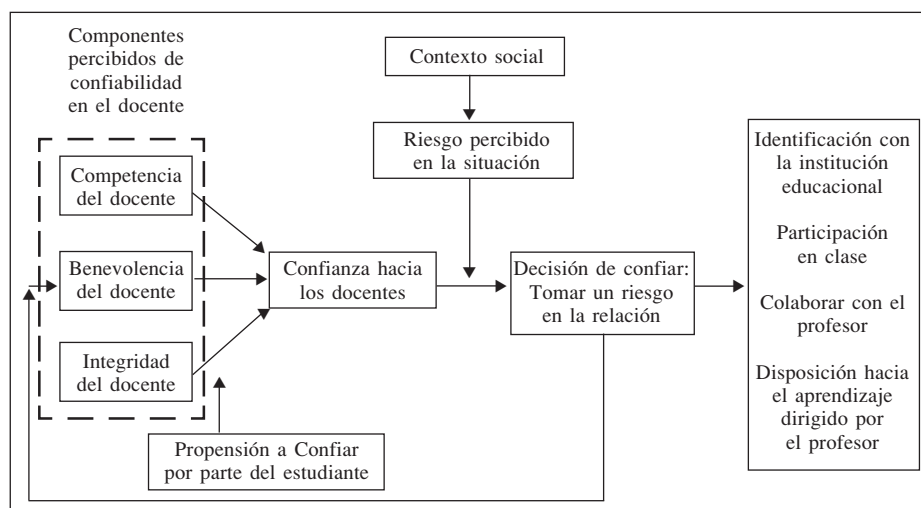 Componentes
percibidos de
confiabilidad
en el docente
Contexto social
Riesgo percibido
en la situación
Competencia
del docente
Benevolencia
del docente
Integridad
del docente
Confianza hacia
los docentes
Propensión a Confiar
por parte del estudiante
Decisión de confiar:
Tomar un riesgo
en la relación
Identificación con
la institución
educacional
Participación
en clase
Colaborar con el
profesor
Disposición hacia
el aprendizaje
dirigido por
el profesor